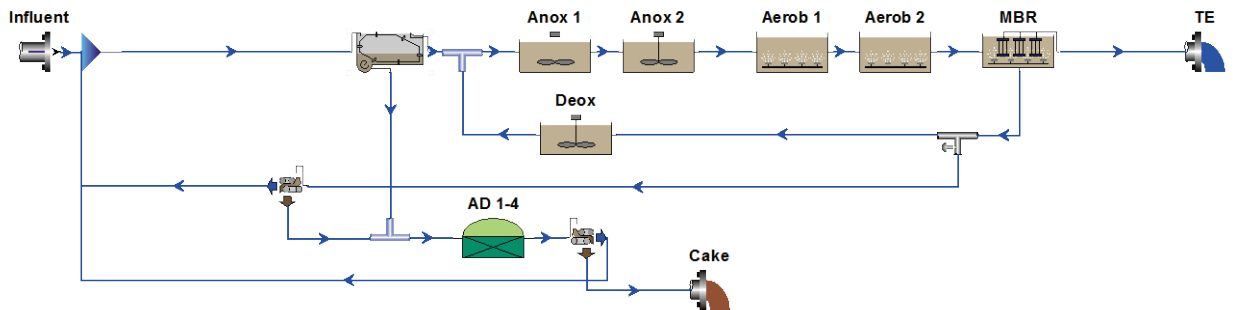 Influent
Anox 1
Anox 2
Aerob 1
Aerob 2
MBR
TE
Deox
AD 1-4
Cake